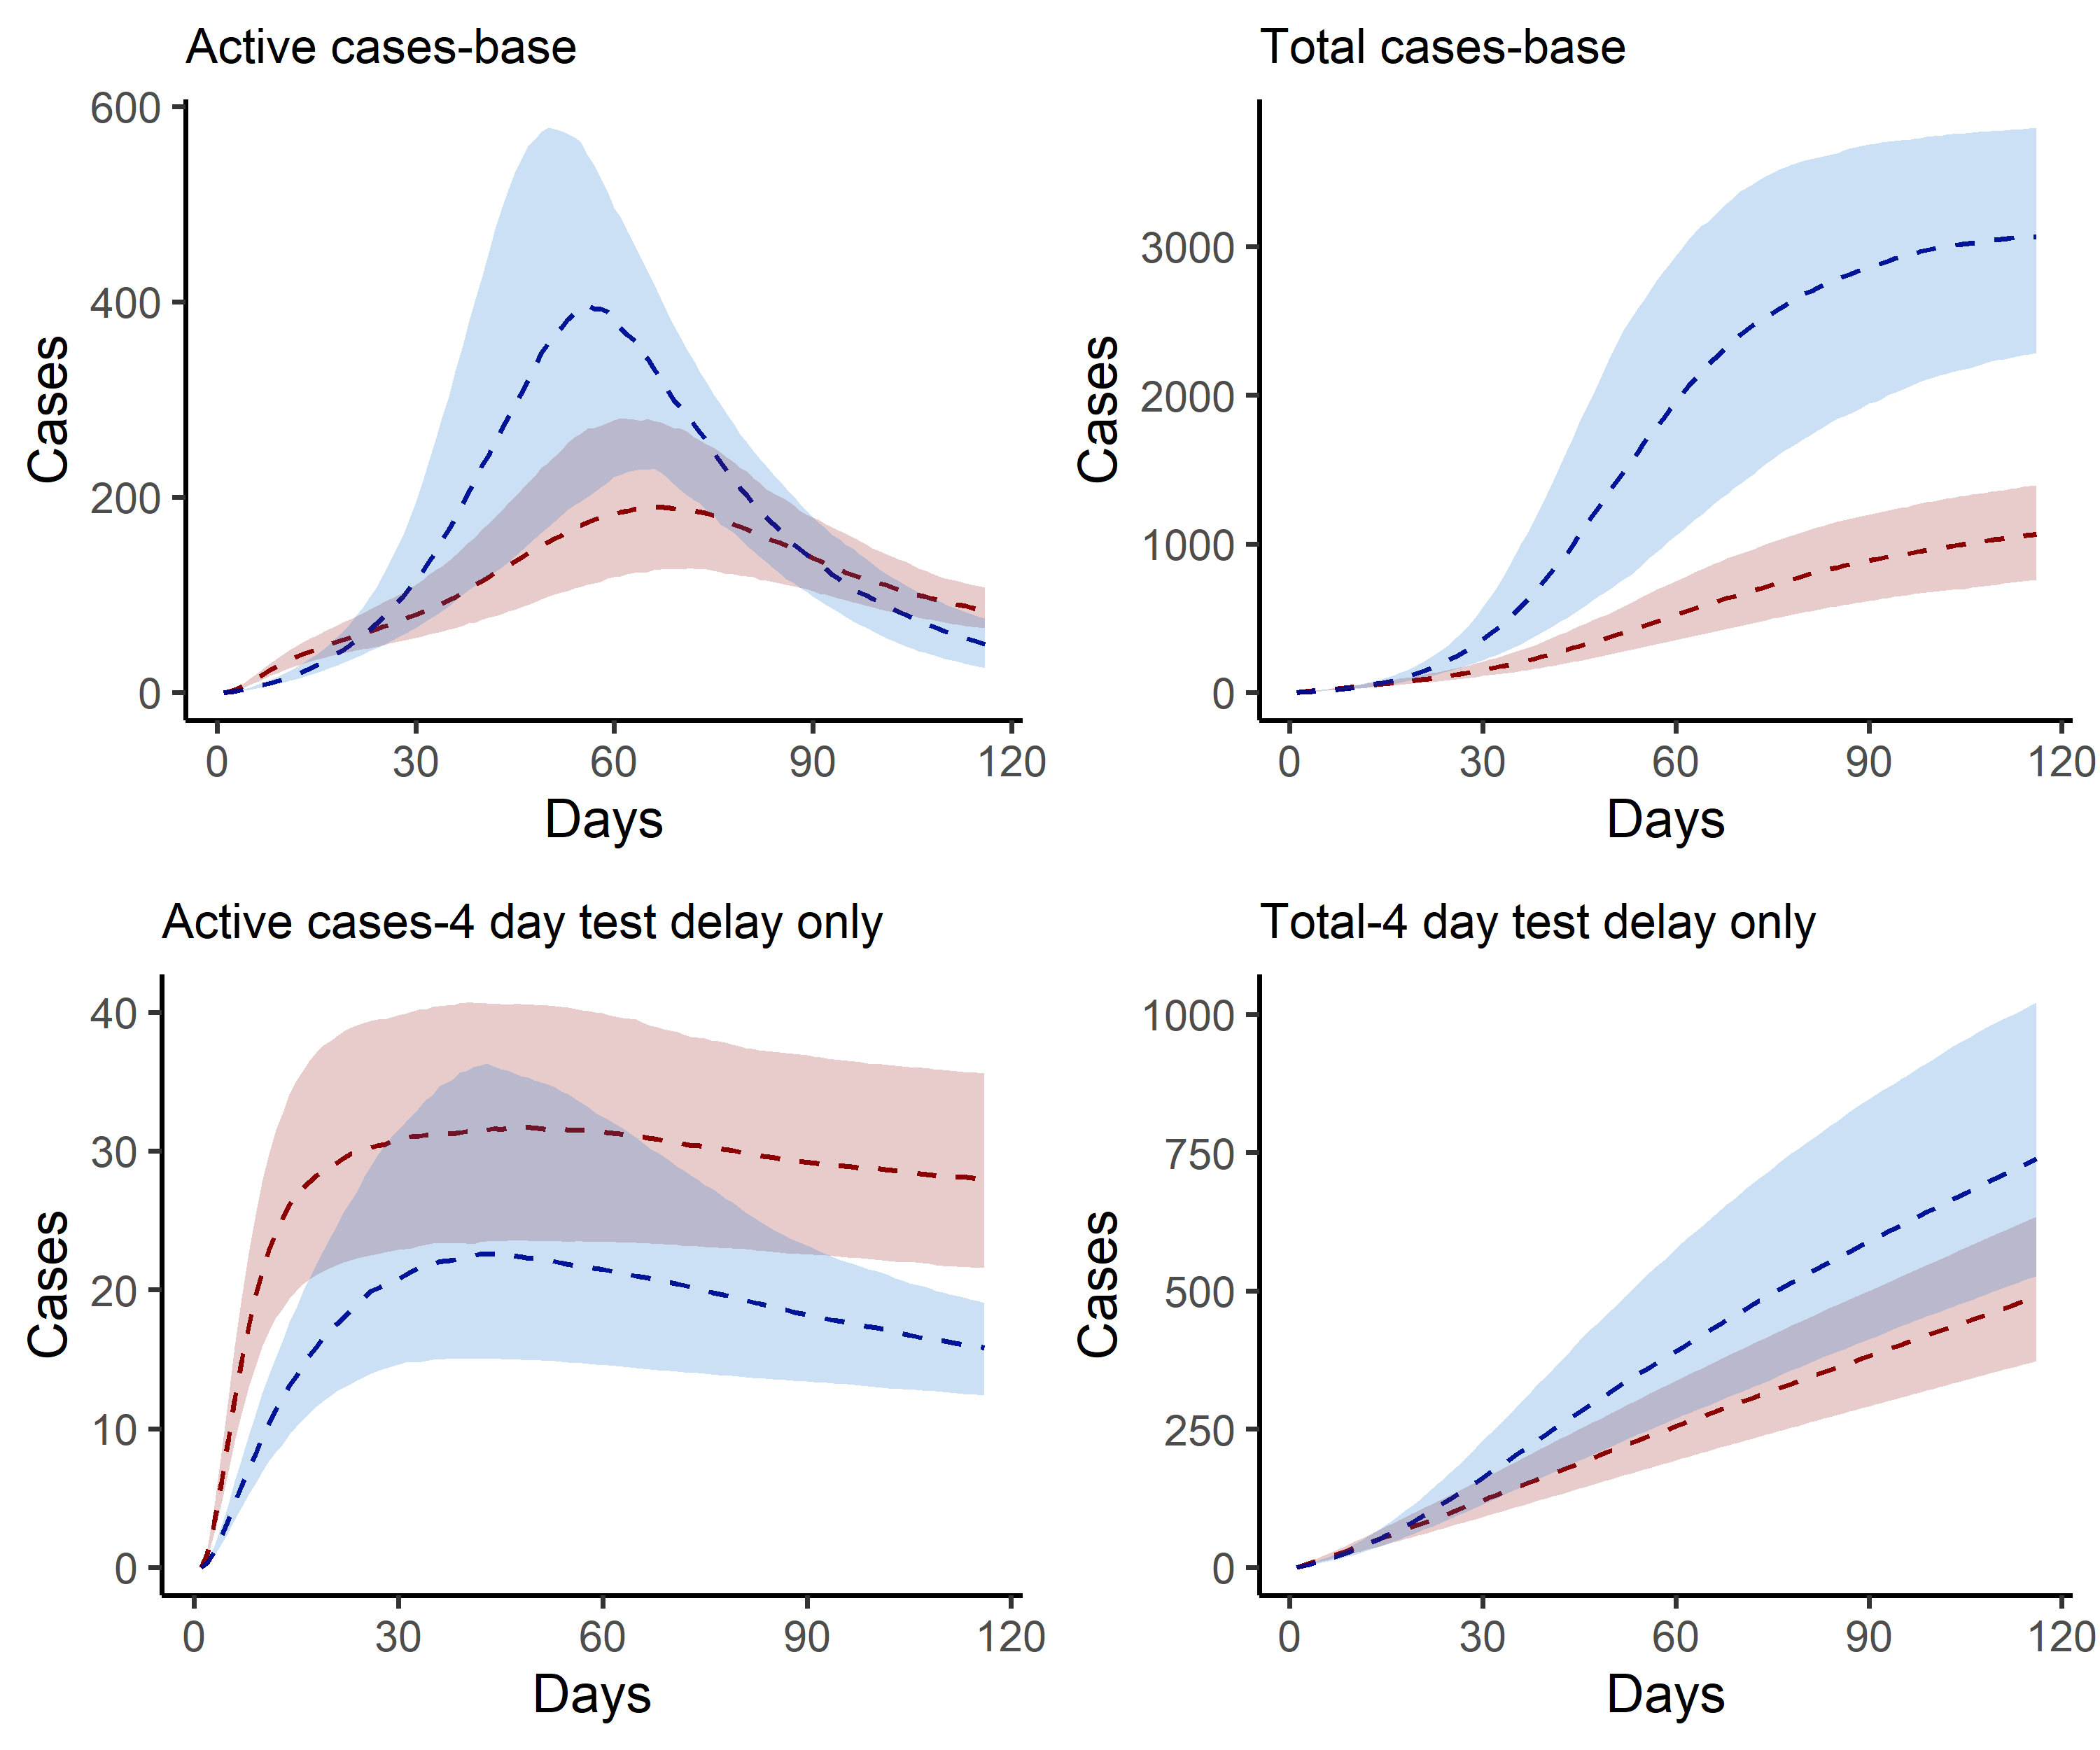 Active cases-base
600
400
200
0
Cases
0 30 60 90 120
Days
Total cases-base
3000
2000
1000
0
Cases
0 30 60 90 120
Days
Active cases-4 day test delay only
40
30
20
10
0
Cases
0 30 60 90 120
Days
Total-4 day test delay only
1000
750
500
250
0
Cases
0 30 60 90 120
Days